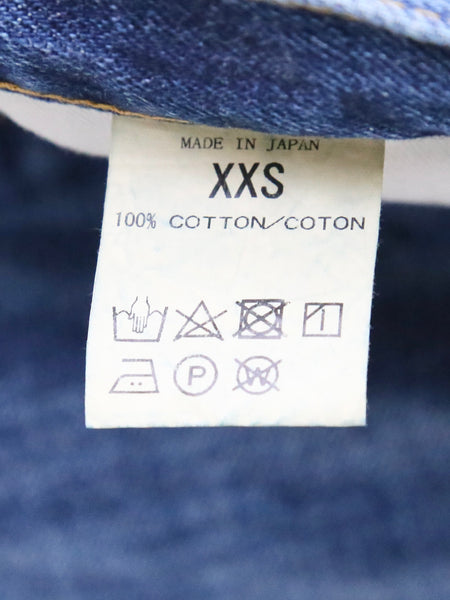 MADE IN JAPAN
XXS
100% COTTON/COTON
P W